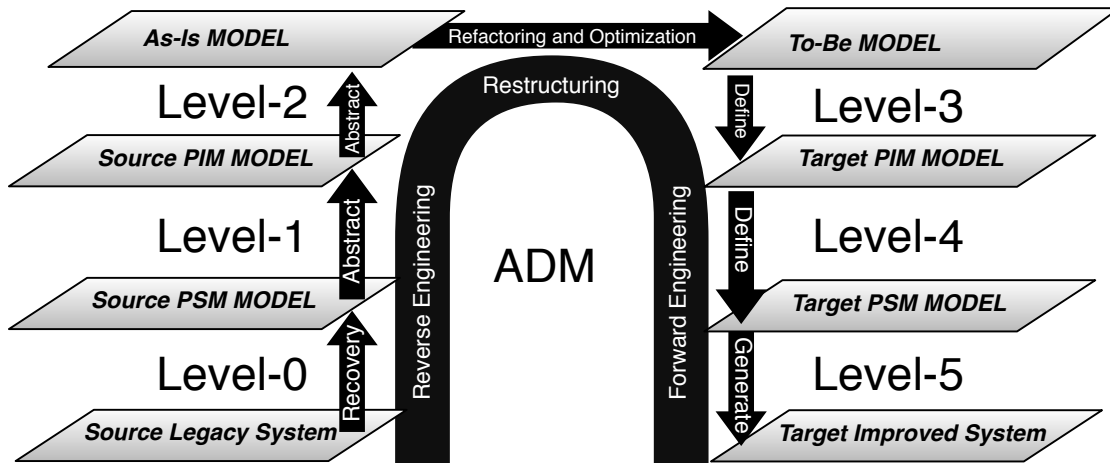 As-Is MODEL
Refactoring and Optimization
To-Be MODEL
Restructuring
Level-2
Abstract
Define
Level-3
Source PIM MODEL
Target PIM MODEL
Level-1
Abstract
Reverse Engineering
ADM
Forward Engineering
Define
Level-4
Source PSM MODEL
Target PSM MODEL
Level-0
Recovery
Generate
Level-5
Source Legacy System
Target Improved System